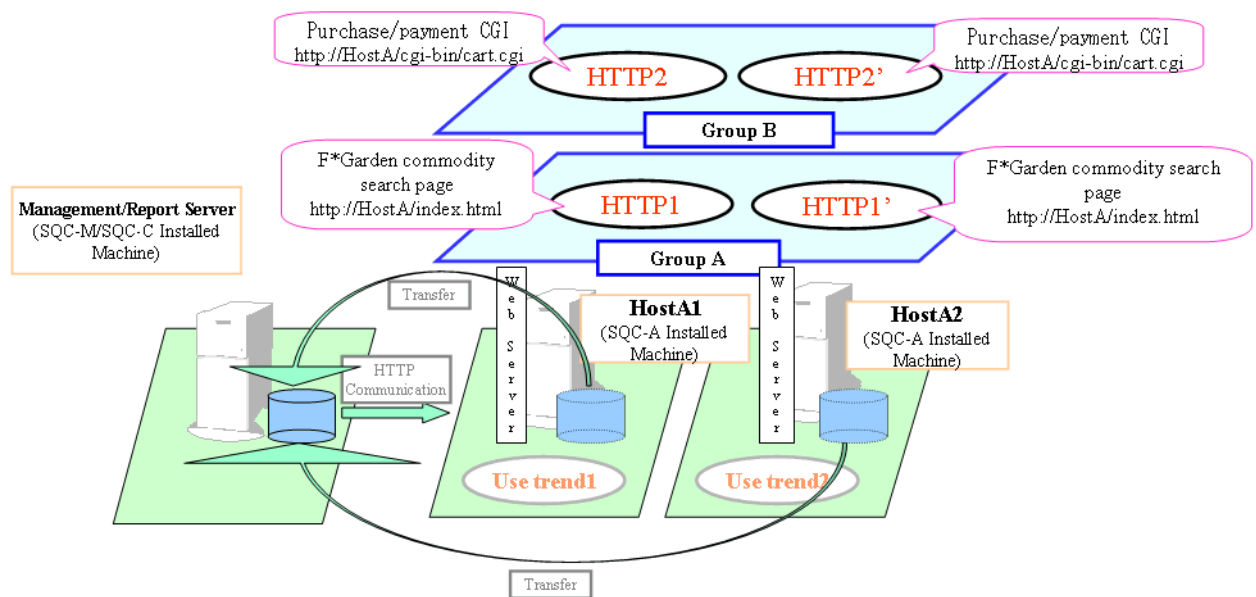 Purchase/payment CGI
http://HostA/cgi-bin/cart.cgi
Purchase/payment CGI
http://HostA/cgi-bin/cart.cgi
HTTP2
HTTP2’
Group B
F*Garden commodity
search page
http://HostA/index.html
F*Garden commodity search
page
http://HostA/index.html
HTTP1
HTTP1’
Group A
Management/Report Server
(SQC-M/SQC-C Installed
Machine)
Transfer
Web Server
HostA1
(SQC-A Installed
Machine)
Web Server
HostA2
(SQC-A Installed
Machine)
HTTP
Communication
Use trend1
Use trend2
Transfer